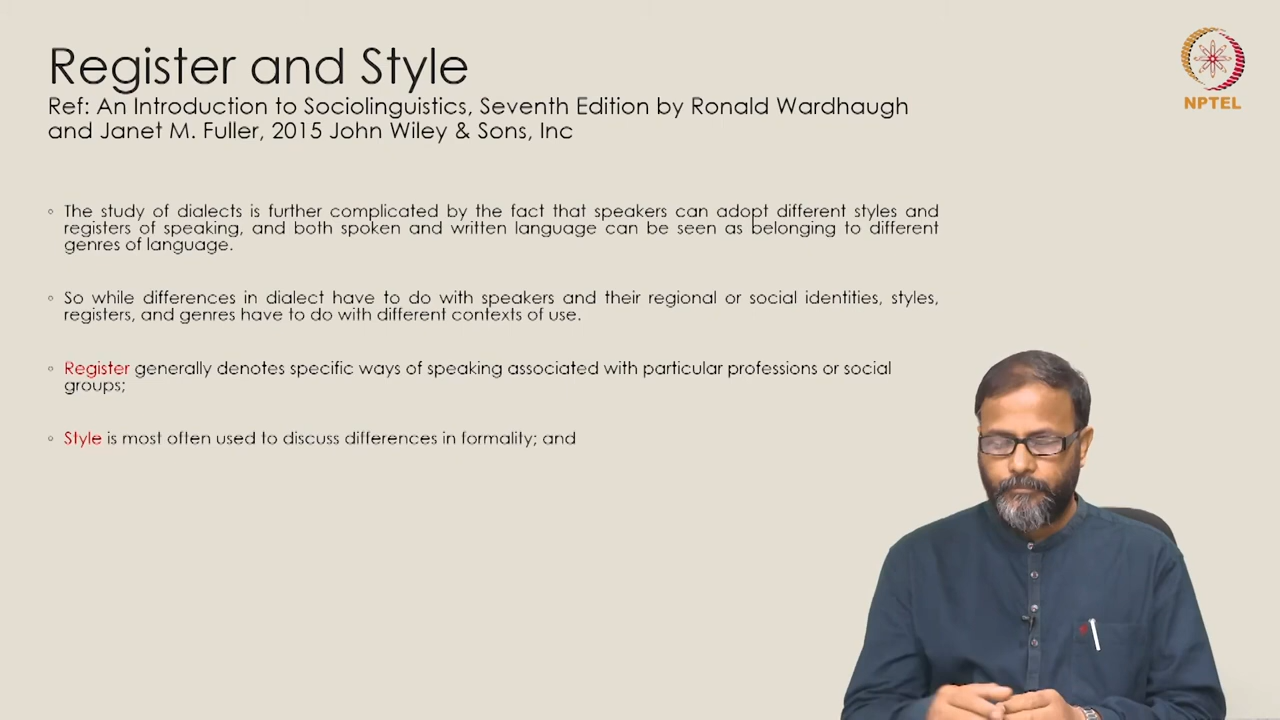 Register and Style
Ref: An Introduction to Sociolinguistics, Seventh Edition by Ronald Wardhaugh
and Janet M. Fuller, 2015 John Wiley & Sons, Inc
NPTEL
◦ The study of dialects is further complicated by the fact that speakers can adopt different styles and
registers of speaking, and both spoken and written language can be seen as belonging to different
genres of language.
◦ So while differences in dialect have to do with speakers and their regional or social identities, styles,
registers, and genres have to do with different contexts of use.
◦ Register generally denotes specific ways of speaking associated with particular professions or social
groups;
◦ Style is most often used to discuss differences in formality; and